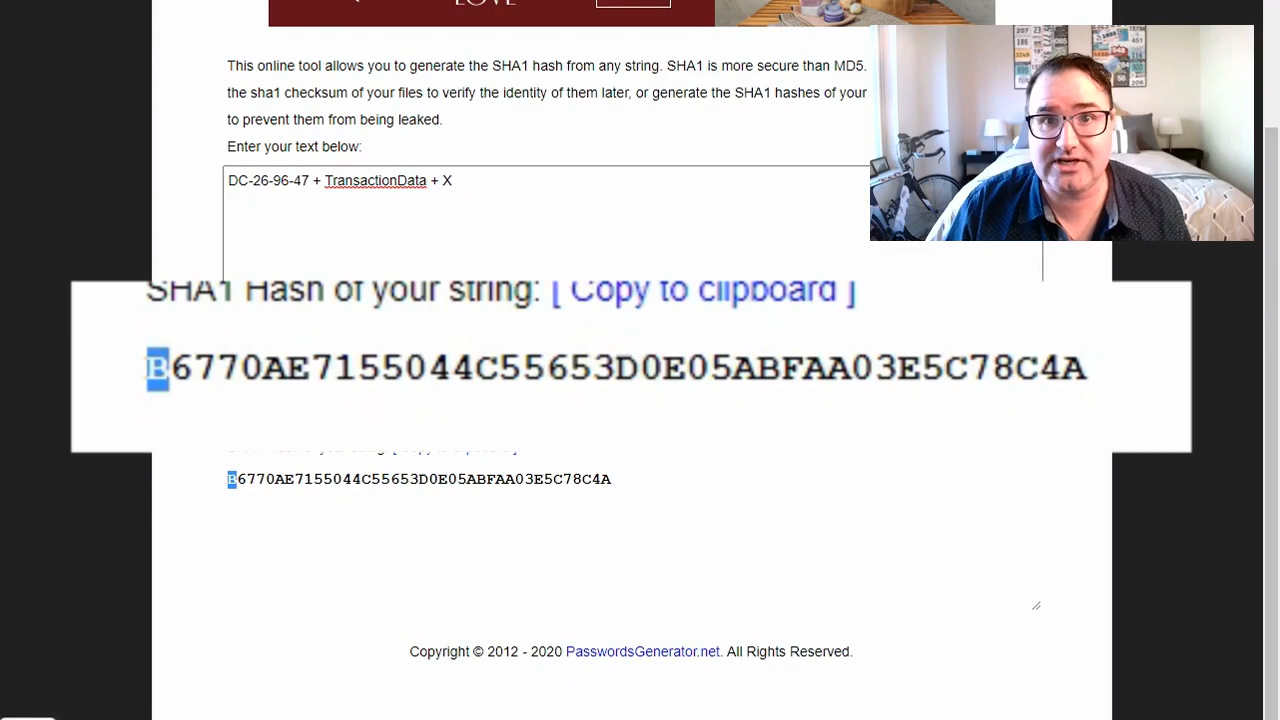 LOVE
This online tool allows you to generate the SHA1 hash from any string. SHA1 is more secure than MD5.
the sha1 checksum of your files to verify the identity of them later, or generate the SHA1 hashes of your
to prevent them from being leaked.
Enter your text below:
DC-26-96-47 + TransactionData + X
SHA1 Hash of your string: [ Copy to clipboard ]
B6770AE7155044C55653D0E05ABFAA03E5C78C4A
B6770AE7155044C55653D0E05ABFAA03E5C78C4A
Copyright © 2012 - 2020 PasswordsGenerator.net. All Rights Reserved.